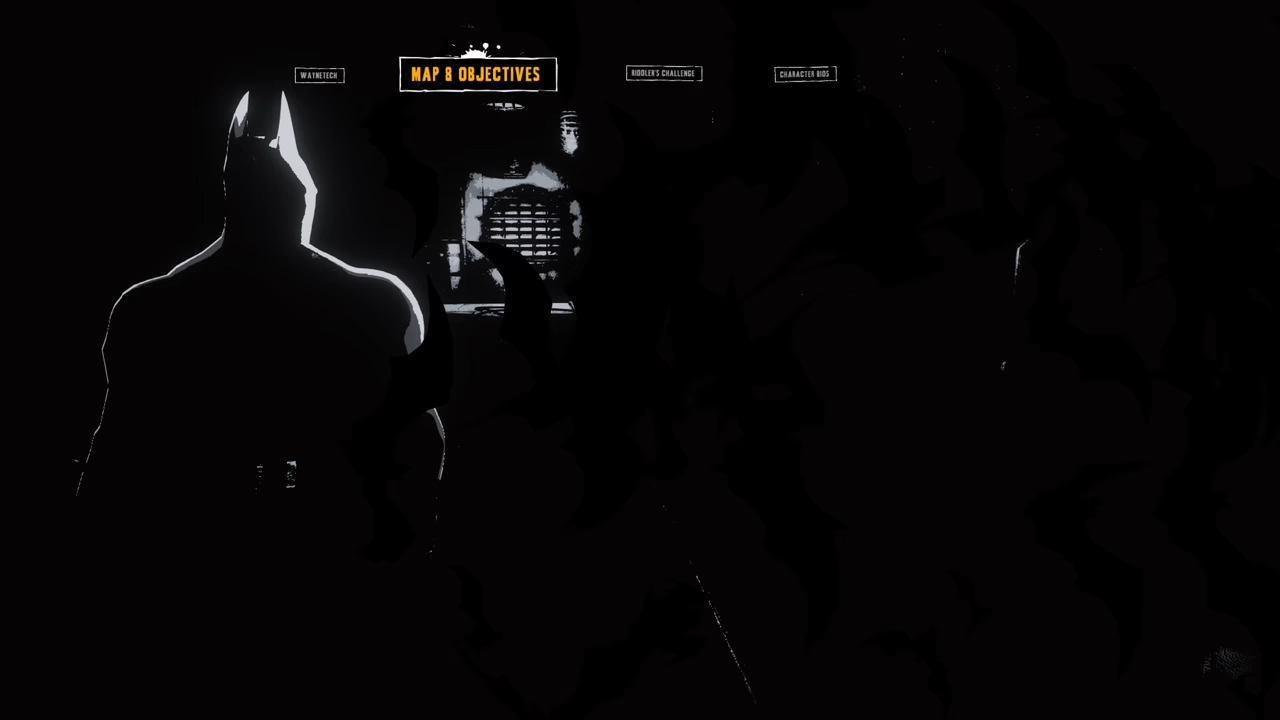 WAYNETECH
MAP & OBJECTIVES
RIDDLER'S CHALLENGE
CHARACTER BIOS